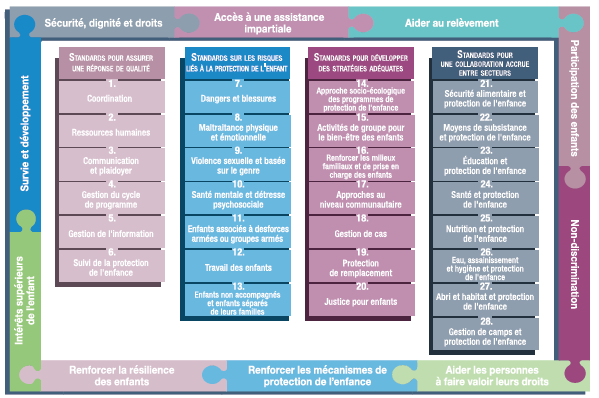 Sécurité, dignité et droits
Accès à une assistance
impartiale
Aider au relèvement
Survie et développement
Intérêts supérieurs
de l'enfant
Participation des enfants
Non-discrimination
Standards pour assurer
une réponse de qualité
1.
Coordination
2.
Ressources humaines
3.
Communication
et plaidoyer
4.
Gestion du cycle
de programme
5.
Gestion de l'information
6.
Suivi de la protection
de l'enfance
Standards sur les risques
liés à la protection de l'enfant
7.
Dangers et blessures
8.
Maltraitance physique
et émotionnelle
9.
Violence sexuelle et basée
sur le genre
10.
Santé mentale et détresse
psychosociale
11.
Enfants associés à desforces
armées ou groupes armés
12.
Travail des enfants
13.
Enfants non accompagnés
et enfants séparés
de leurs familles
Standards pour développer
des stratégies adéquates
14.
Approche socio-écologique
des programmes de
protection de l'enfance
15.
Activités de groupe pour
le bien-être des enfants
16.
Renforcer les milieux
familiaux et de prise en
charge des enfants
17.
Approches au
niveau communautaire
18.
Gestion de cas
19.
Protection
de remplacement
20.
Justice pour enfants
Standards pour
une collaboration accrue
entre secteurs
21.
Sécurité alimentaire et
protection de l'enfance
22.
Moyens de subsistance
et protection de l'enfance
23.
Éducation et
protection de l'enfance
24.
Santé et protection
de l'enfance
25.
Nutrition et protection
de l'enfance
26.
Eau, assainissement
et hygiène et protection
de l'enfance
27.
Abri et habitat et protection
de l'enfance
28.
Gestion de camps et
protection de l'enfance
Renforcer la résilience
des enfants
Renforcer les mécanismes de
protection de l'enfance
Aider les personnes
à faire valoir leurs droits